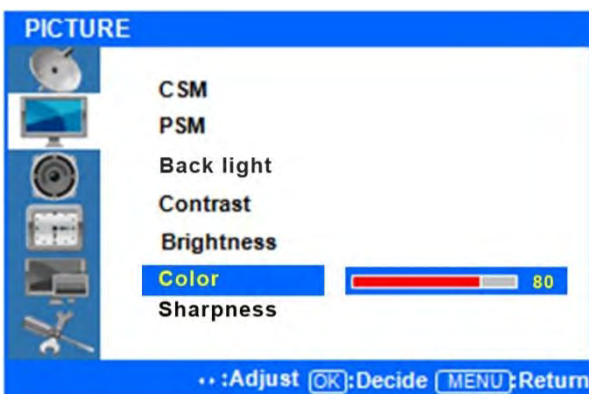 PICTURE
CSM
PSM
Back light
Contrast
Brightness
Color 80
Sharpness
··:Adjust OK:Decide MENU:Return